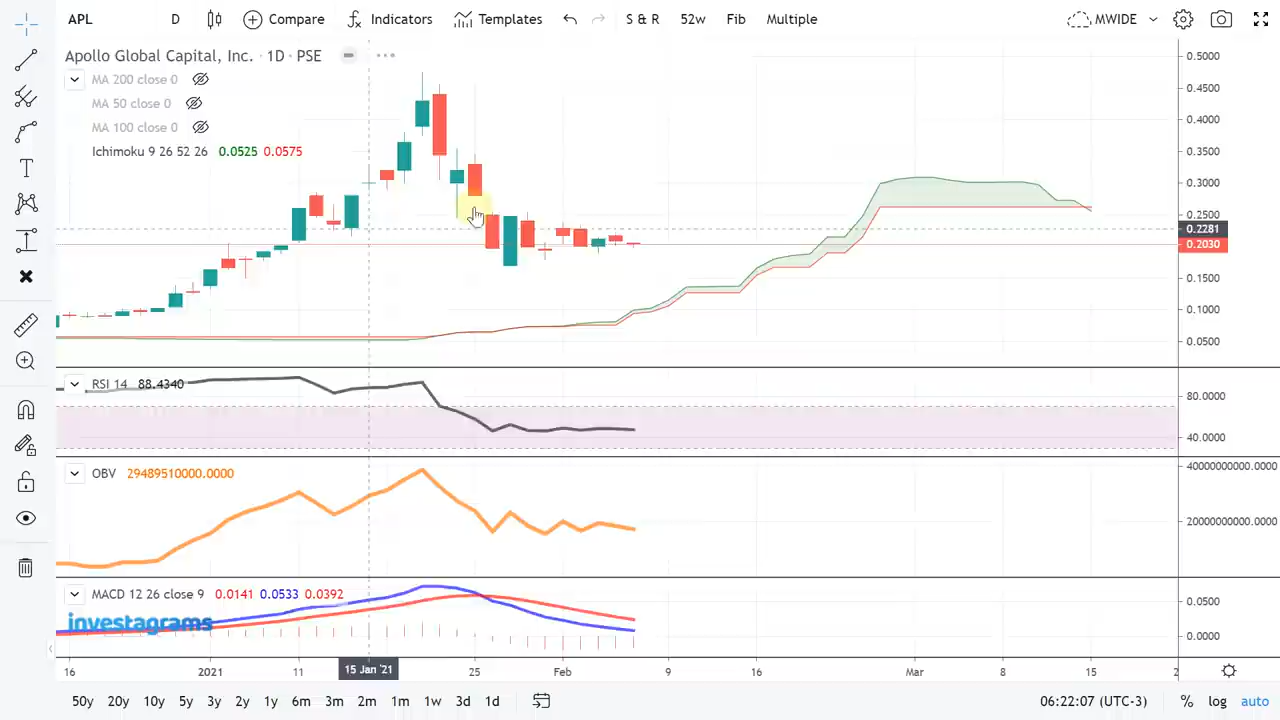 APL D Compare Indicators Templates S & R 52w Fib Multiple MWIDE
Apollo Global Capital, Inc. · 1D · PSE
MA 200 close 0
MA 50 close 0
MA 100 close 0
Ichimoku 9 26 52 26 0.0525 0.0575
0.5000
0.4500
0.4000
0.3500
0.3000
0.2500
0.2281
0.2030
0.1500
0.1000
0.0500
RSI 14 88.4340
80.0000
40.0000
OBV 29489510000.0000
40000000000.0000
20000000000.0000
MACD 12 26 close 9 0.0141 0.0533 0.0392
0.0500
0.0000
investagrams
16 2021 11 15 Jan '21 25 Feb 9 16 Mar 8 15 2
50y 20y 10y 5y 3y 2y 1y 6m 3m 2m 1m 1w 3d 1d 06:22:07 (UTC-3) % log auto